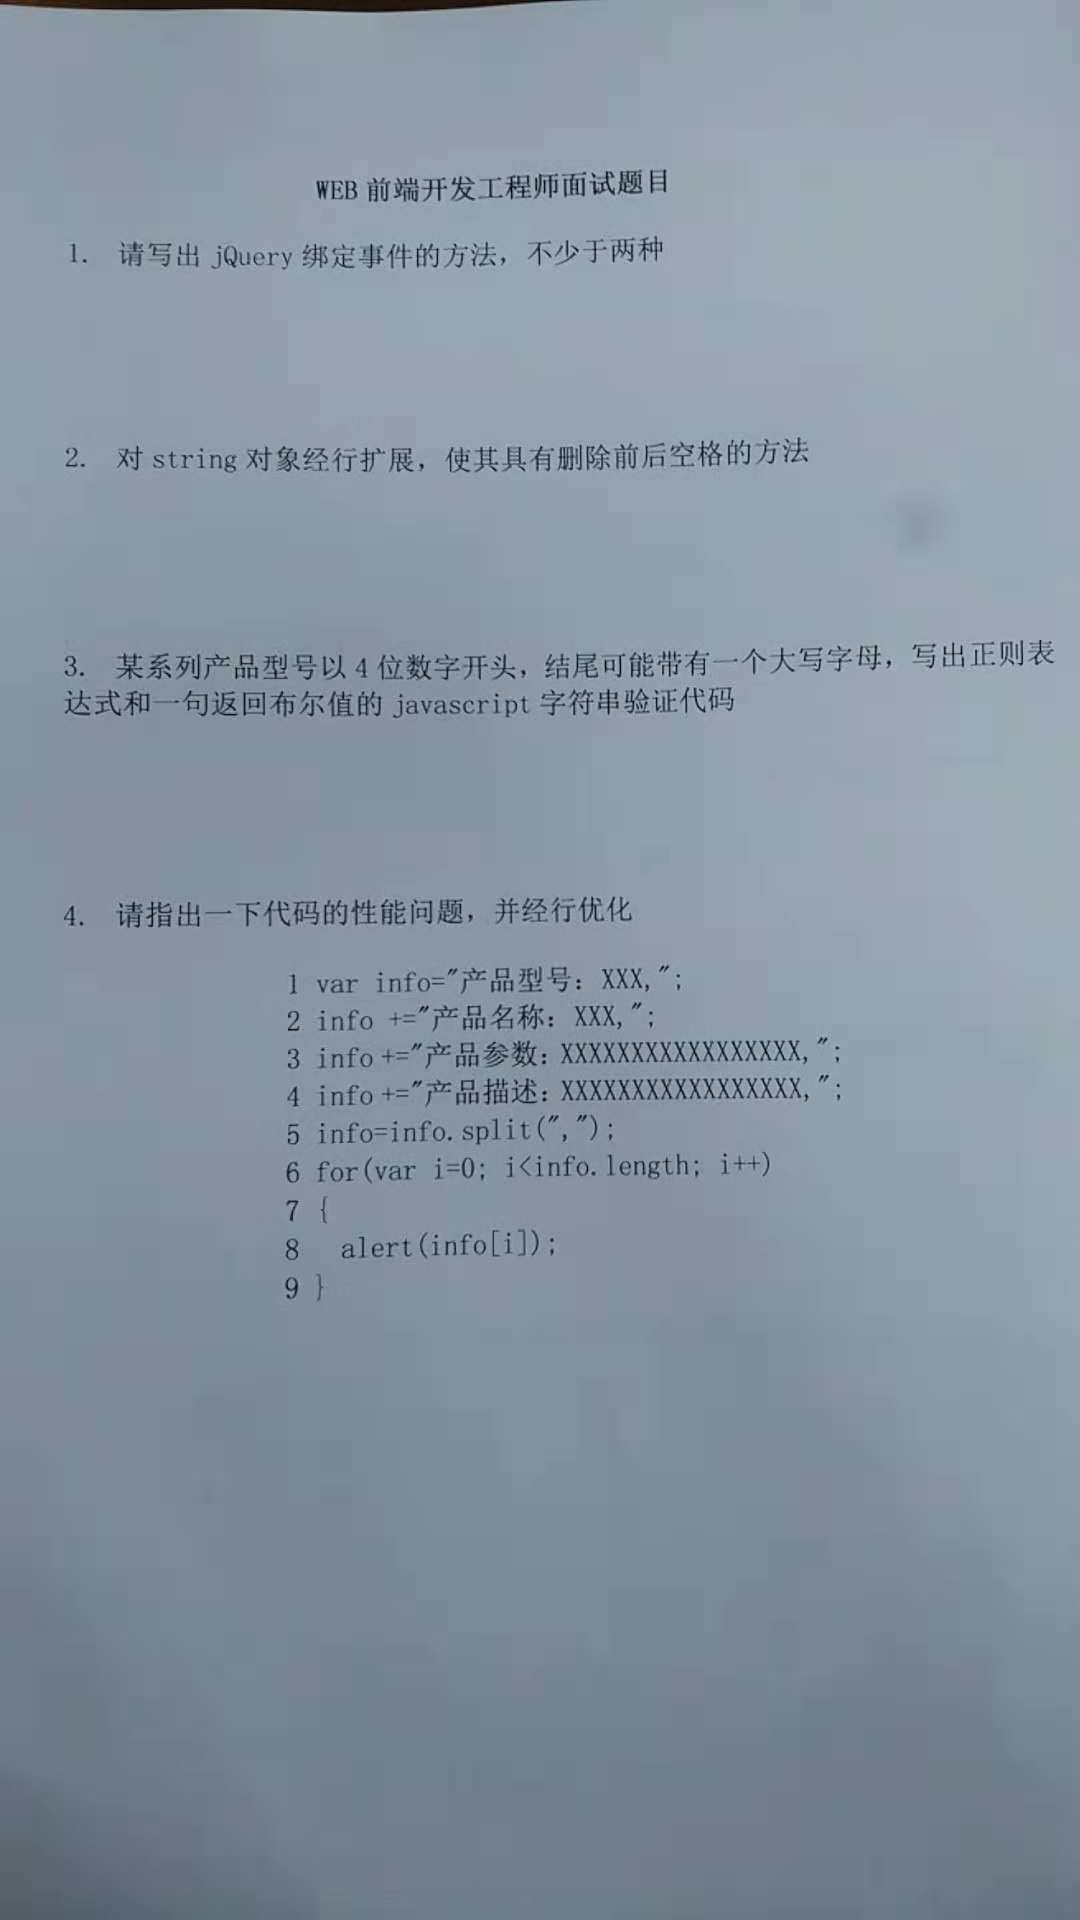 WEB 前端开发工程师面试题目
1. 请写出 jQuery 绑定事件的方法，不少于两种
2. 对 string 对象经行扩展，使其具有删除前后空格的方法
3. 某系列产品型号以 4 位数字开头，结尾可能带有一个大写字母，写出正则表
达式和一句返回布尔值的 javascript 字符串验证代码
4. 请指出一下代码的性能问题，并经行优化
1 var info="产品型号：XXX,";
2 info +="产品名称：XXX,";
3 info +="产品参数：XXXXXXXXXXXXXXXXX,";
4 info +="产品描述：XXXXXXXXXXXXXXXXX,";
5 info=info.split(",");
6 for(var i=0; i<info.length; i++)
7 {
8 alert(info[i]);
9 }